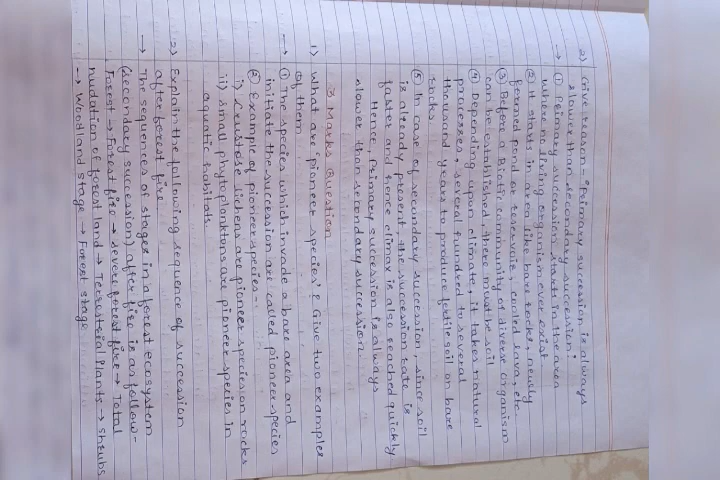 2) Give reason - "Primary succession is always
slower than secondary succession".
→ ① Primary succession starts in the area
where no living organism ever exist
② It starts in area like bare rocks, newly
formed pond or reservoir, cooled lava, etc.
③ Before a Biotic community of diverse organism
can be established, there must be soil
④ Depending upon climate, it takes natural
processes, several hundred to several
thousand years to produce fertile soil on bare
rocks.
⑤ In case of secondary succession, since soil
is already present, the succession rate is
faster and hence climax is also reached quickly.
Hence, Primary succession is always
slower than secondary succession.
3 Marks Question
1) What are 'pioneer species'? Give two examples
of them
→ ① The species which invade a bare area and
initiate the succession are called pioneer species
② Example of pioneer species -
i) Crustose lichens are pioneer species on rocks
ii) small phytoplanktons are pioneer species in
aquatic habitats.
2) Explain the following sequence of succession
after forest fire
→ The sequences of stages in a forest ecosystem
(secondary succession) after fire is as follow-
Forest → Forest fire → severe forest fire → Total
nudation of forest land → Terresterial Plants → shrubs
→ Woodland stage → Forest stage